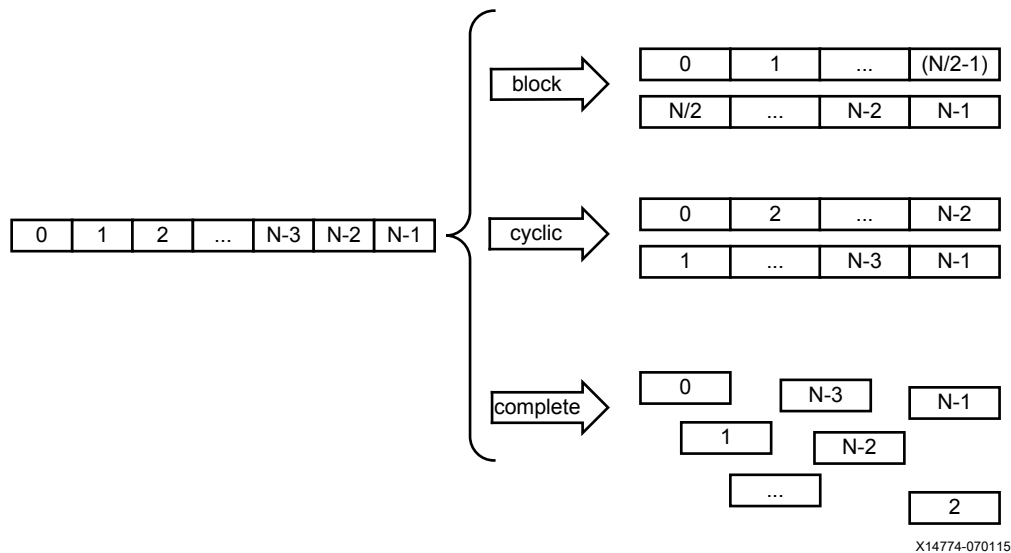 block
0 1 ... (N/2-1)
N/2 ... N-2 N-1
0 1 2 ... N-3 N-2 N-1
cyclic
0 2 ... N-2
1 ... N-3 N-1
complete
0 N-3 N-1
1 N-2
... 2
X14774-070115